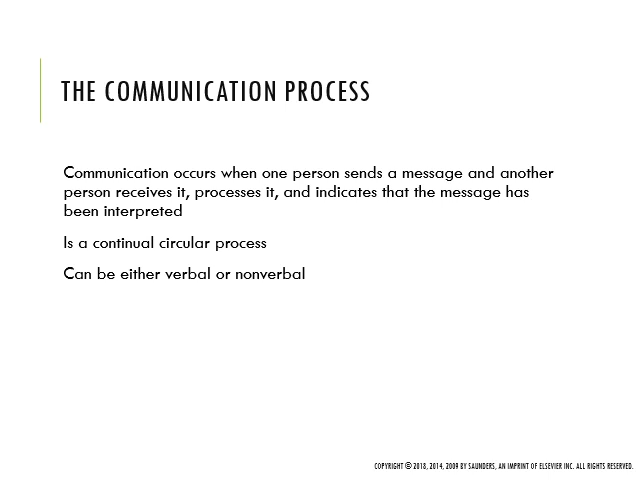 THE COMMUNICATION PROCESS
Communication occurs when one person sends a message and another
person receives it, processes it, and indicates that the message has
been interpreted
Is a continual circular process
Can be either verbal or nonverbal
COPYRIGHT © 2018, 2014, 2009 BY SAUNDERS, AN IMPRINT OF ELSEVIER INC. ALL RIGHTS RESERVED.